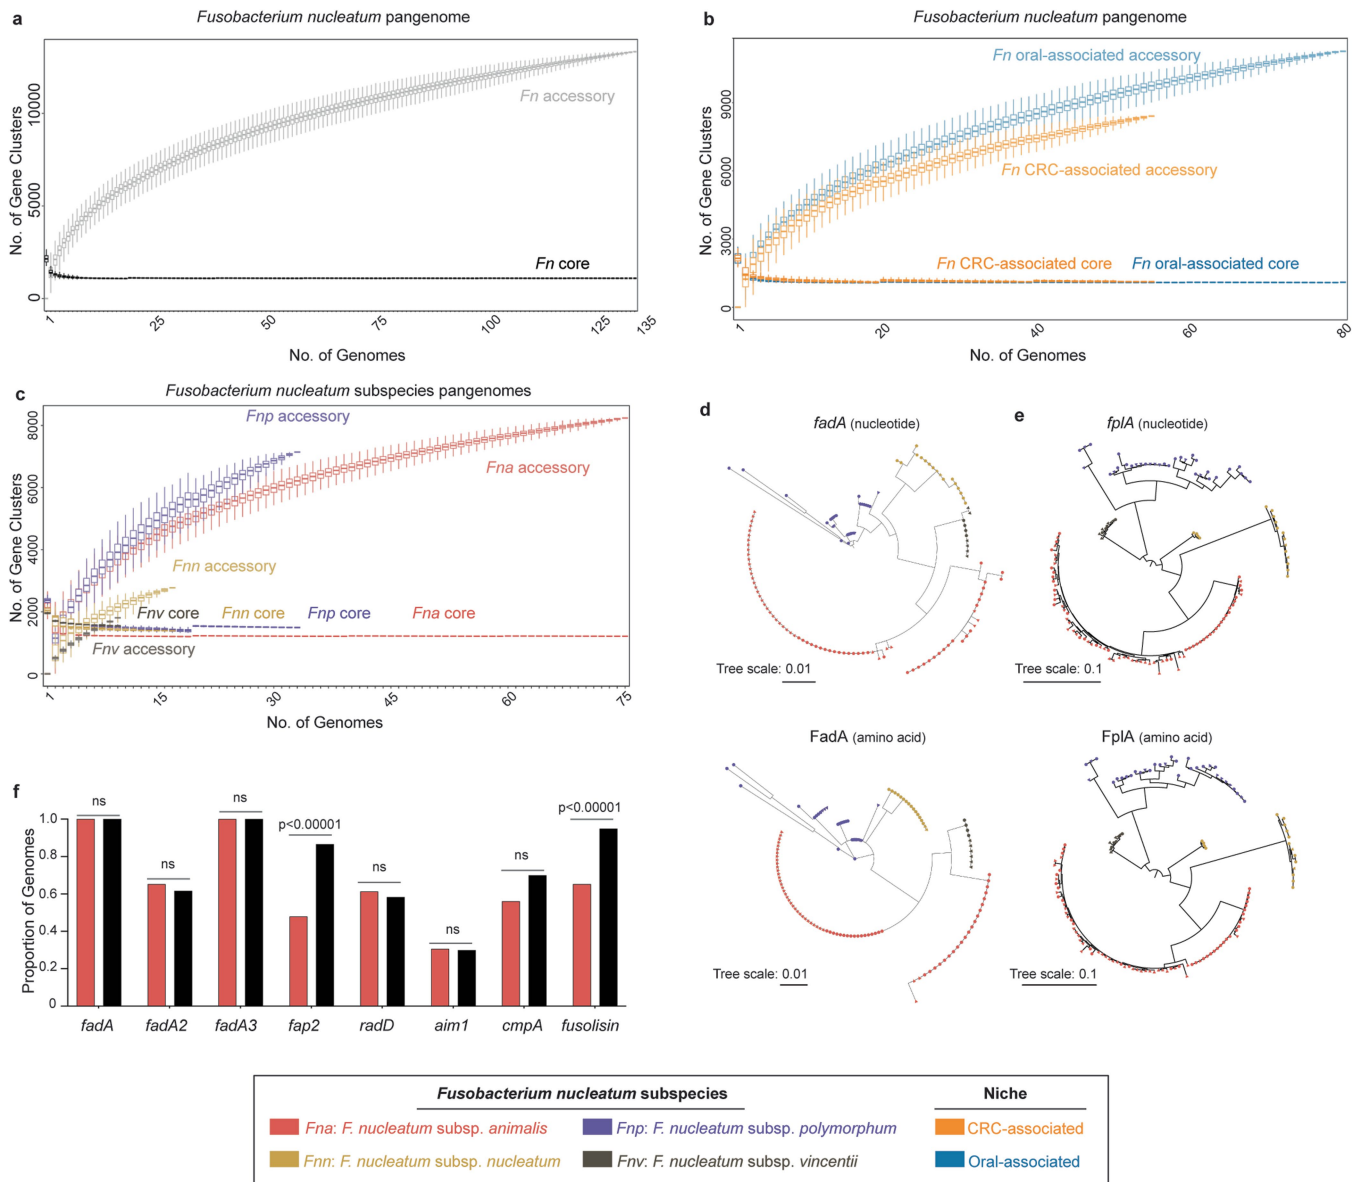 a
Fusobacterium nucleatum pangenome
No. of Gene Clusters
10000
5000
0
Fn accessory
Fn core
1
25
50
75
100
125
135
No. of Genomes
b
Fusobacterium nucleatum pangenome
No. of Gene Clusters
9000
6000
3000
0
Fn oral-associated accessory
Fn CRC-associated accessory
Fn CRC-associated core
Fn oral-associated core
1
20
40
60
80
No. of Genomes
c
Fusobacterium nucleatum subspecies pangenomes
No. of Gene Clusters
8000
6000
4000
2000
0
Fnp accessory
Fna accessory
Fnn accessory
Fnv core
Fnn core
Fnp core
Fna core
Fnv accessory
1
15
30
45
60
75
No. of Genomes
d
fadA (nucleotide)
Tree scale: 0.01
FadA (amino acid)
Tree scale: 0.01
e
fplA (nucleotide)
Tree scale: 0.1
FplA (amino acid)
Tree scale: 0.1
f
Proportion of Genomes
1.0
0.8
0.6
0.4
0.2
0
ns
ns
ns
p<0.00001
ns
ns
ns
p<0.00001
fadA
fadA2
fadA3
fap2
radD
aim1
cmpA
fusolisin
Fusobacterium nucleatum subspecies
Niche
Fna: F. nucleatum subsp. animalis
Fnp: F. nucleatum subsp. polymorphum
CRC-associated
Fnn: F. nucleatum subsp. nucleatum
Fnv: F. nucleatum subsp. vincentii
Oral-associated